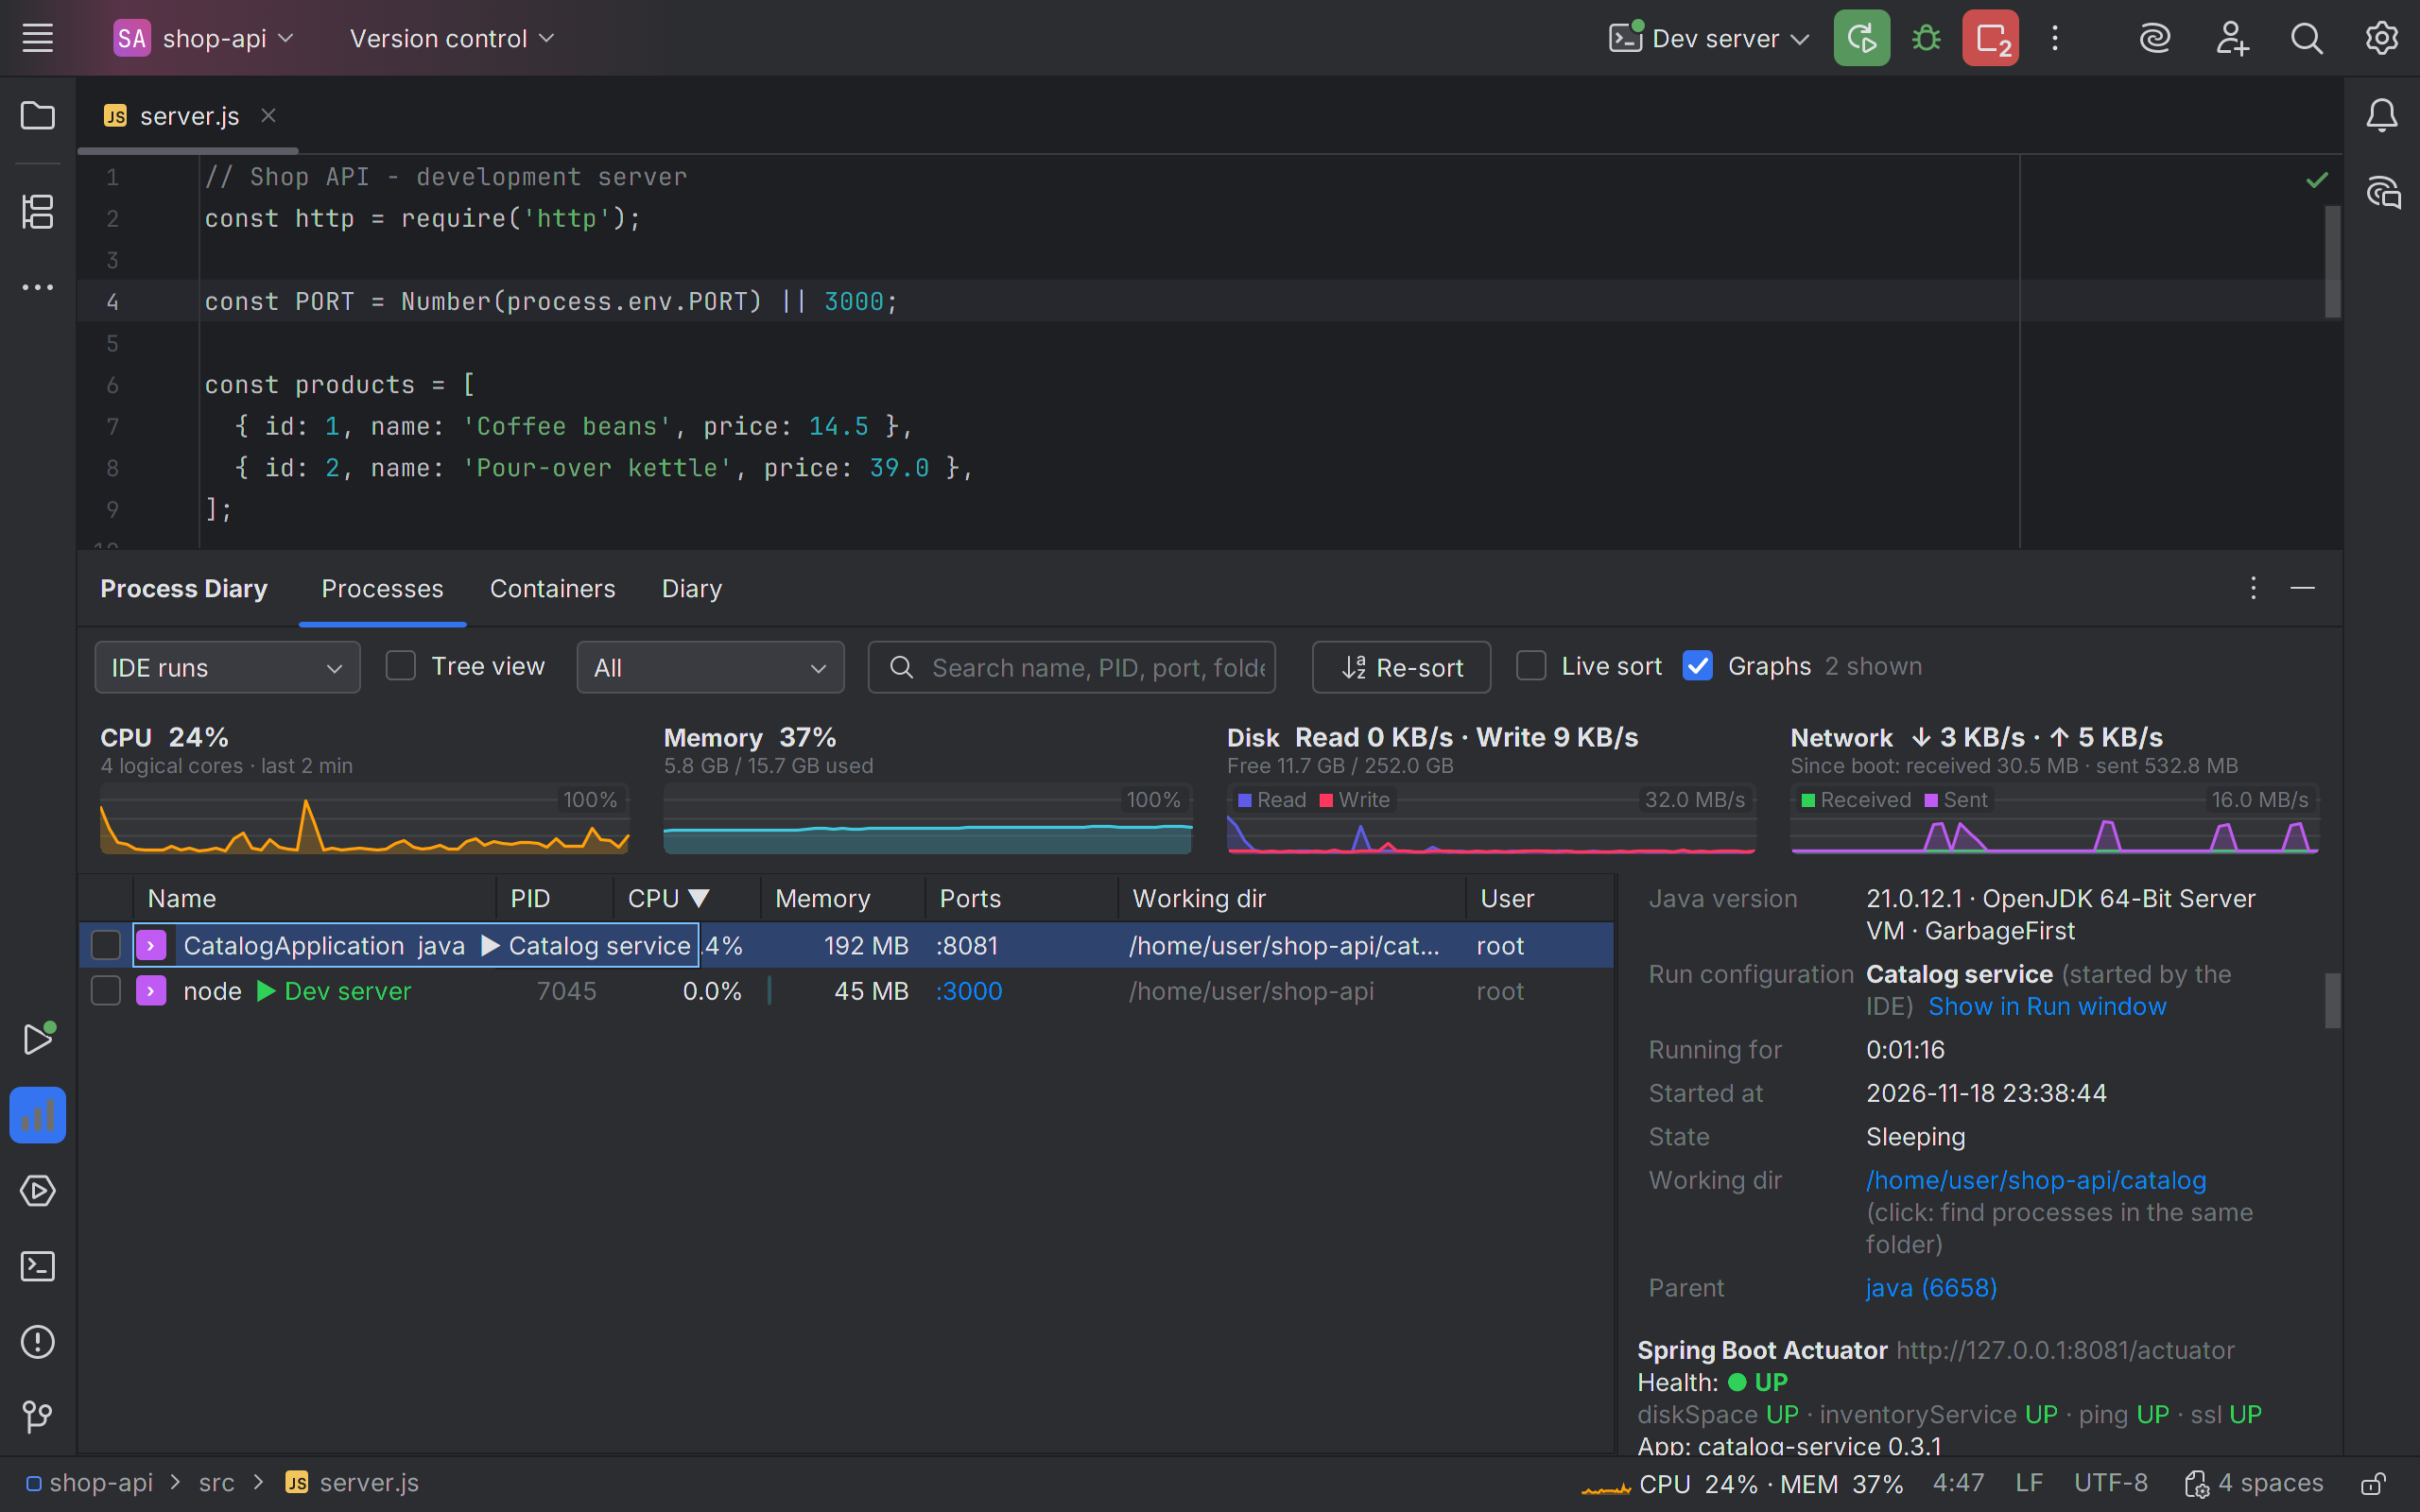 SA shop-api Version control Dev server 2
JS server.js
1 // Shop API - development server
2 const http = require('http');
3
4 const PORT = Number(process.env.PORT) || 3000;
5
6 const products = [
7 { id: 1, name: 'Coffee beans', price: 14.5 },
8 { id: 2, name: 'Pour-over kettle', price: 39.0 },
9 ];
Process Diary Processes Containers Diary
IDE runs Tree view All Search name, PID, port, folde Re-sort Live sort Graphs 2 shown
CPU 24%
4 logical cores · last 2 min
100%
Memory 37%
5.8 GB / 15.7 GB used
100%
Disk Read 0 KB/s · Write 9 KB/s
Free 11.7 GB / 252.0 GB
Read Write 32.0 MB/s
Network ↓ 3 KB/s · ↑ 5 KB/s
Since boot: received 30.5 MB · sent 532.8 MB
Received Sent 16.0 MB/s
Name PID CPU ▼ Memory Ports Working dir User
CatalogApplication java ▶ Catalog service .4% 192 MB :8081 /home/user/shop-api/cat... root
node ▶ Dev server 7045 0.0% 45 MB :3000 /home/user/shop-api root
Java version 21.0.12.1 · OpenJDK 64-Bit Server
VM · GarbageFirst
Run configuration Catalog service (started by the
IDE) Show in Run window
Running for 0:01:16
Started at 2026-11-18 23:38:44
State Sleeping
Working dir /home/user/shop-api/catalog
(click: find processes in the same
folder)
Parent java (6658)
Spring Boot Actuator http://127.0.0.1:8081/actuator
Health: UP
diskSpace UP · inventoryService UP · ping UP · ssl UP
App: catalog-service 0.3.1
shop-api > src > JS server.js CPU 24% · MEM 37% 4:47 LF UTF-8 4 spaces